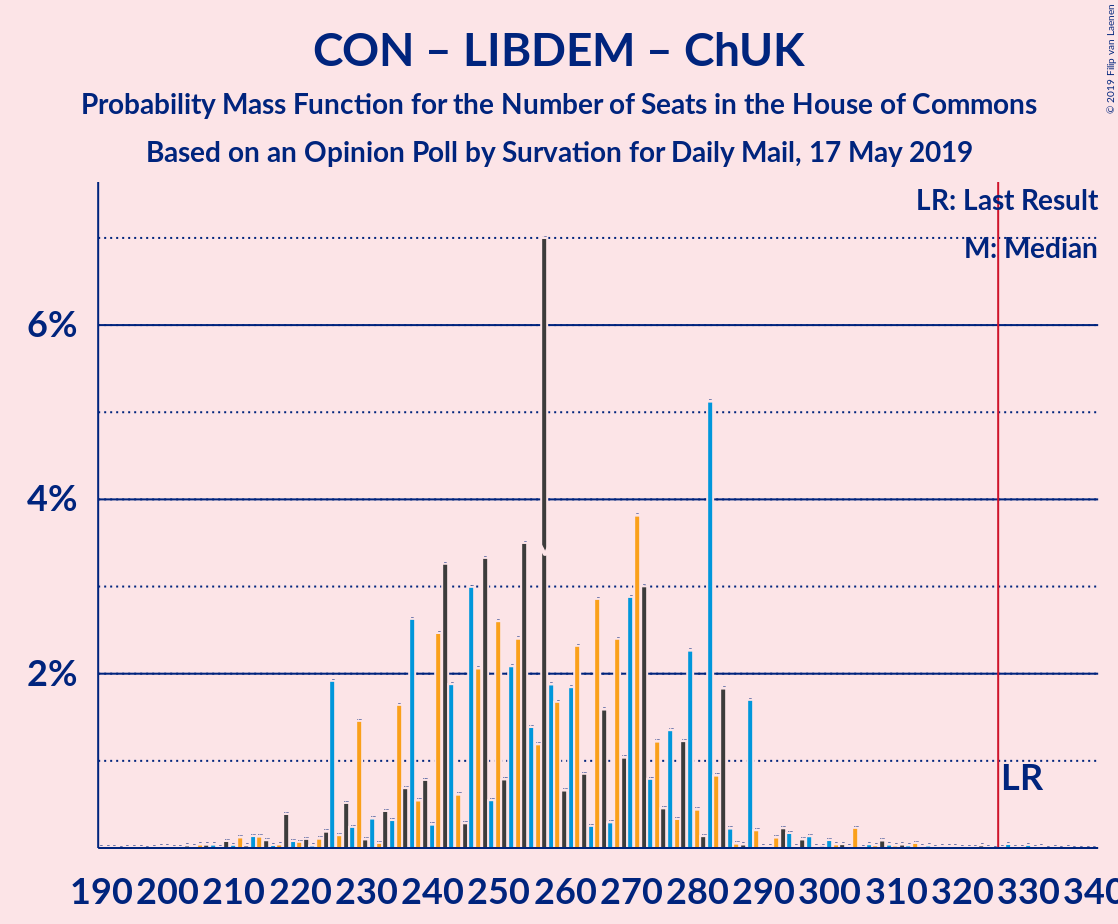 CON – LIBDEM – ChUK
Probability Mass Function for the Number of Seats in the House of Commons
Based on an Opinion Poll by Survation for Daily Mail, 17 May 2019
© 2019 Filip van Laenen
LR: Last Result
M: Median
6%
4%
2%
LR
190 200 210 220 230 240 250 260 270 280 290 300 310 320 330 340